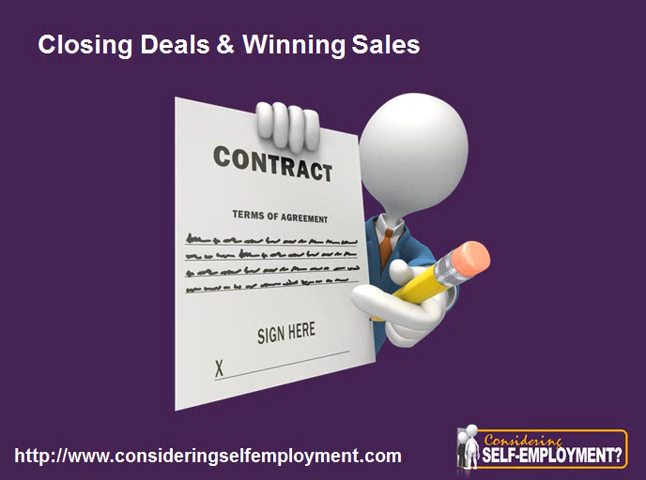 Closing Deals & Winning Sales
CONTRACT
TERMS OF AGREEMENT
SIGN HERE
X
http://www.consideringselfemployment.com
Considering
SELF-EMPLOYMENT?